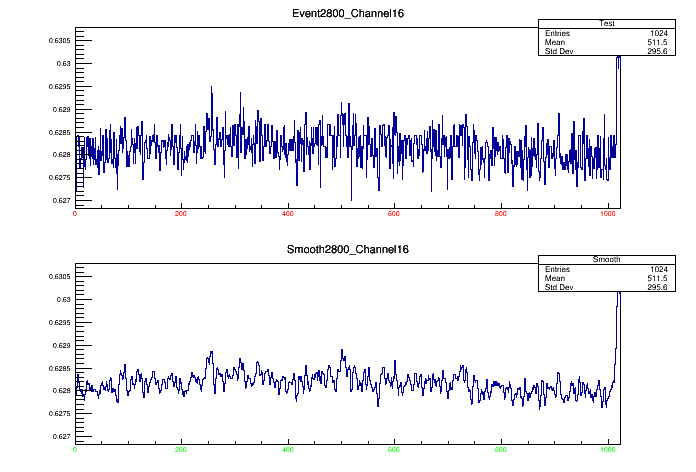 Event2800_Channel16
Test
Entries 1024
Mean 511.5
Std Dev 295.6
0.6305
0.63
0.6295
0.629
0.6285
0.628
0.6275
0.627
0 200 400 600 800 1000
Smooth2800_Channel16
Smooth
Entries 1024
Mean 511.5
Std Dev 295.6
0.6305
0.63
0.6295
0.629
0.6285
0.628
0.6275
0.627
0 200 400 600 800 1000